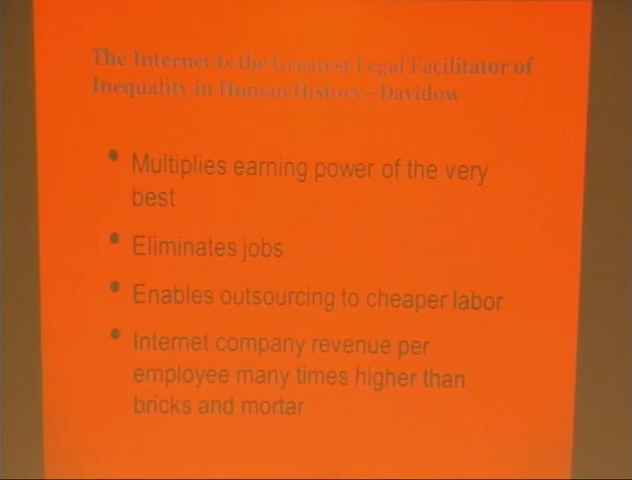 The Internet Is the Greatest Legal Facilitator of
Inequality in Human History–Davidow
• Multiplies earning power of the very
best
• Eliminates jobs
• Enables outsourcing to cheaper labor
• Internet company revenue per
employee many times higher than
bricks and mortar